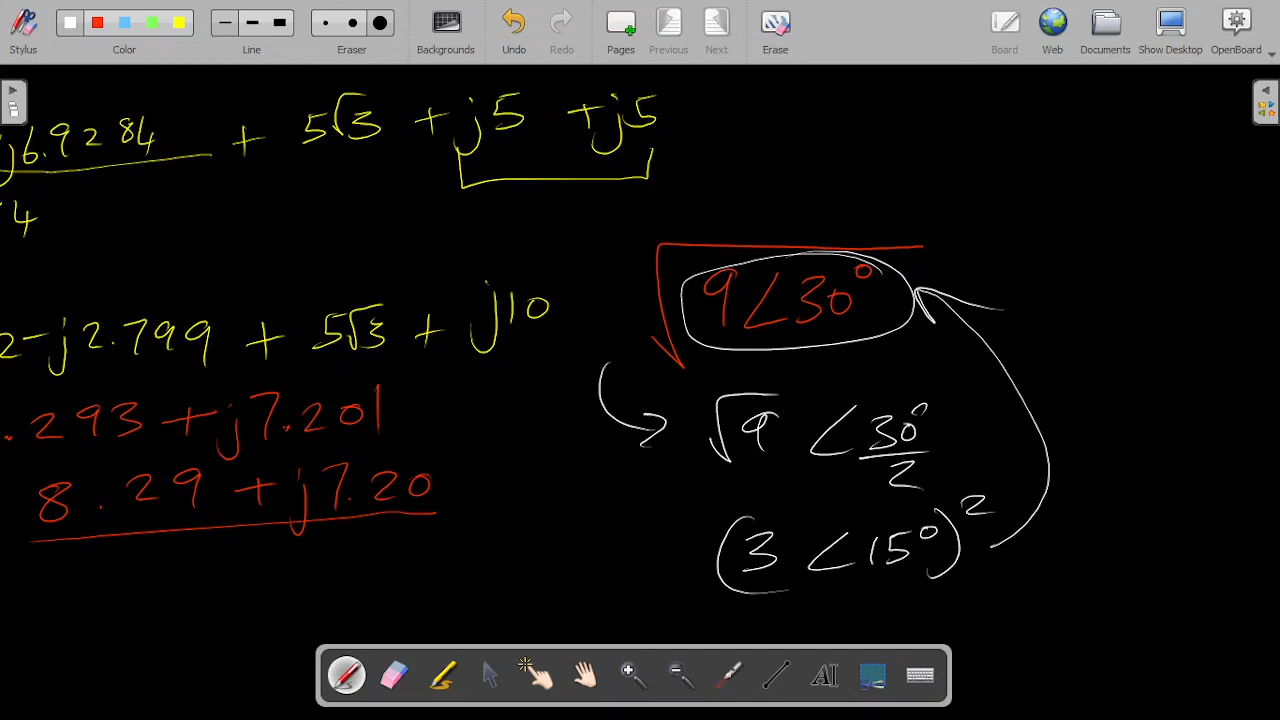 Stylus Color Line Eraser Backgrounds Undo Redo Pages Previous Next Erase Board Web Documents Show Desktop OpenBoard
j6.9284 + 5√3 + j5 + j5
4
2 - j2.799 + 5√3 + j10
.293 + j7.201
8.29 + j7.20
9∠30°
√9 ∠ 30°/2
(3 ∠ 15°)²
AI